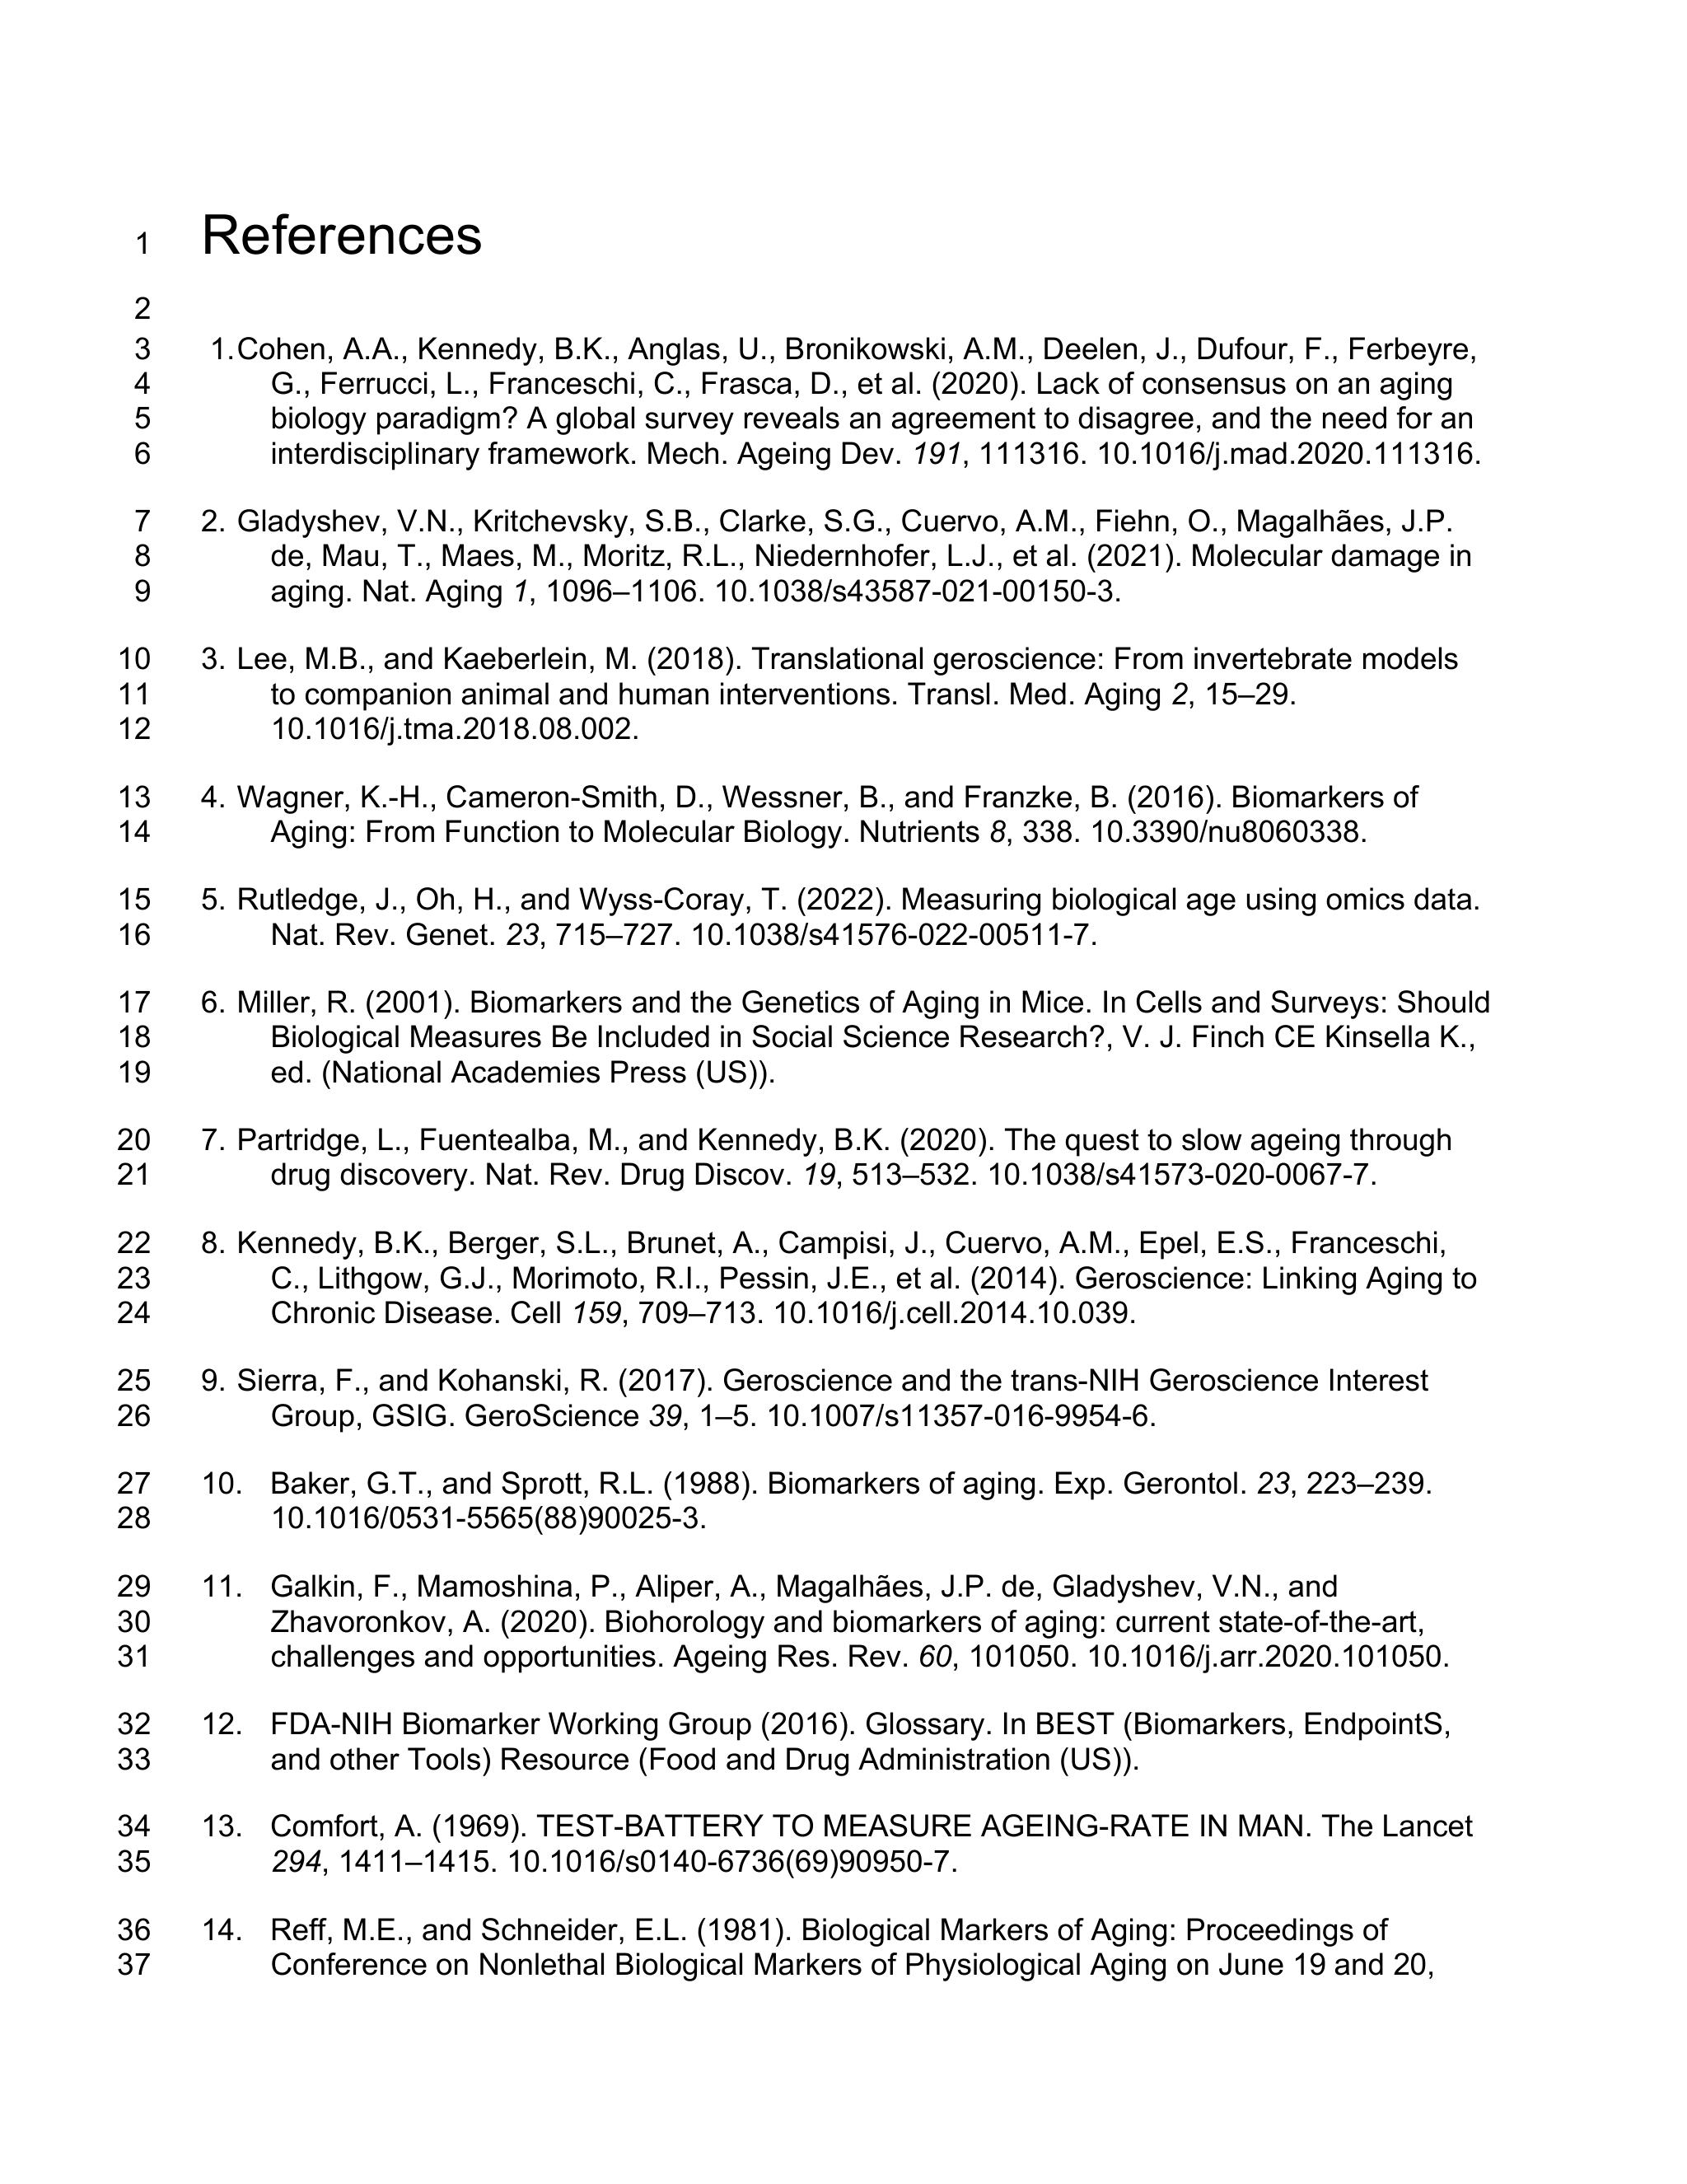 1 References
2
3 1. Cohen, A.A., Kennedy, B.K., Anglas, U., Bronikowski, A.M., Deelen, J., Dufour, F., Ferbeyre,
4 G., Ferrucci, L., Franceschi, C., Frasca, D., et al. (2020). Lack of consensus on an aging
5 biology paradigm? A global survey reveals an agreement to disagree, and the need for an
6 interdisciplinary framework. Mech. Ageing Dev. 191, 111316. 10.1016/j.mad.2020.111316.
7 2. Gladyshev, V.N., Kritchevsky, S.B., Clarke, S.G., Cuervo, A.M., Fiehn, O., Magalhães, J.P.
8 de, Mau, T., Maes, M., Moritz, R.L., Niedernhofer, L.J., et al. (2021). Molecular damage in
9 aging. Nat. Aging 1, 1096–1106. 10.1038/s43587-021-00150-3.
10 3. Lee, M.B., and Kaeberlein, M. (2018). Translational geroscience: From invertebrate models
11 to companion animal and human interventions. Transl. Med. Aging 2, 15–29.
12 10.1016/j.tma.2018.08.002.
13 4. Wagner, K.-H., Cameron-Smith, D., Wessner, B., and Franzke, B. (2016). Biomarkers of
14 Aging: From Function to Molecular Biology. Nutrients 8, 338. 10.3390/nu8060338.
15 5. Rutledge, J., Oh, H., and Wyss-Coray, T. (2022). Measuring biological age using omics data.
16 Nat. Rev. Genet. 23, 715–727. 10.1038/s41576-022-00511-7.
17 6. Miller, R. (2001). Biomarkers and the Genetics of Aging in Mice. In Cells and Surveys: Should
18 Biological Measures Be Included in Social Science Research?, V. J. Finch CE Kinsella K.,
19 ed. (National Academies Press (US)).
20 7. Partridge, L., Fuentealba, M., and Kennedy, B.K. (2020). The quest to slow ageing through
21 drug discovery. Nat. Rev. Drug Discov. 19, 513–532. 10.1038/s41573-020-0067-7.
22 8. Kennedy, B.K., Berger, S.L., Brunet, A., Campisi, J., Cuervo, A.M., Epel, E.S., Franceschi,
23 C., Lithgow, G.J., Morimoto, R.I., Pessin, J.E., et al. (2014). Geroscience: Linking Aging to
24 Chronic Disease. Cell 159, 709–713. 10.1016/j.cell.2014.10.039.
25 9. Sierra, F., and Kohanski, R. (2017). Geroscience and the trans-NIH Geroscience Interest
26 Group, GSIG. GeroScience 39, 1–5. 10.1007/s11357-016-9954-6.
27 10. Baker, G.T., and Sprott, R.L. (1988). Biomarkers of aging. Exp. Gerontol. 23, 223–239.
28 10.1016/0531-5565(88)90025-3.
29 11. Galkin, F., Mamoshina, P., Aliper, A., Magalhães, J.P. de, Gladyshev, V.N., and
30 Zhavoronkov, A. (2020). Biohorology and biomarkers of aging: current state-of-the-art,
31 challenges and opportunities. Ageing Res. Rev. 60, 101050. 10.1016/j.arr.2020.101050.
32 12. FDA-NIH Biomarker Working Group (2016). Glossary. In BEST (Biomarkers, EndpointS,
33 and other Tools) Resource (Food and Drug Administration (US)).
34 13. Comfort, A. (1969). TEST-BATTERY TO MEASURE AGEING-RATE IN MAN. The Lancet
35 294, 1411–1415. 10.1016/s0140-6736(69)90950-7.
36 14. Reff, M.E., and Schneider, E.L. (1981). Biological Markers of Aging: Proceedings of
37 Conference on Nonlethal Biological Markers of Physiological Aging on June 19 and 20,